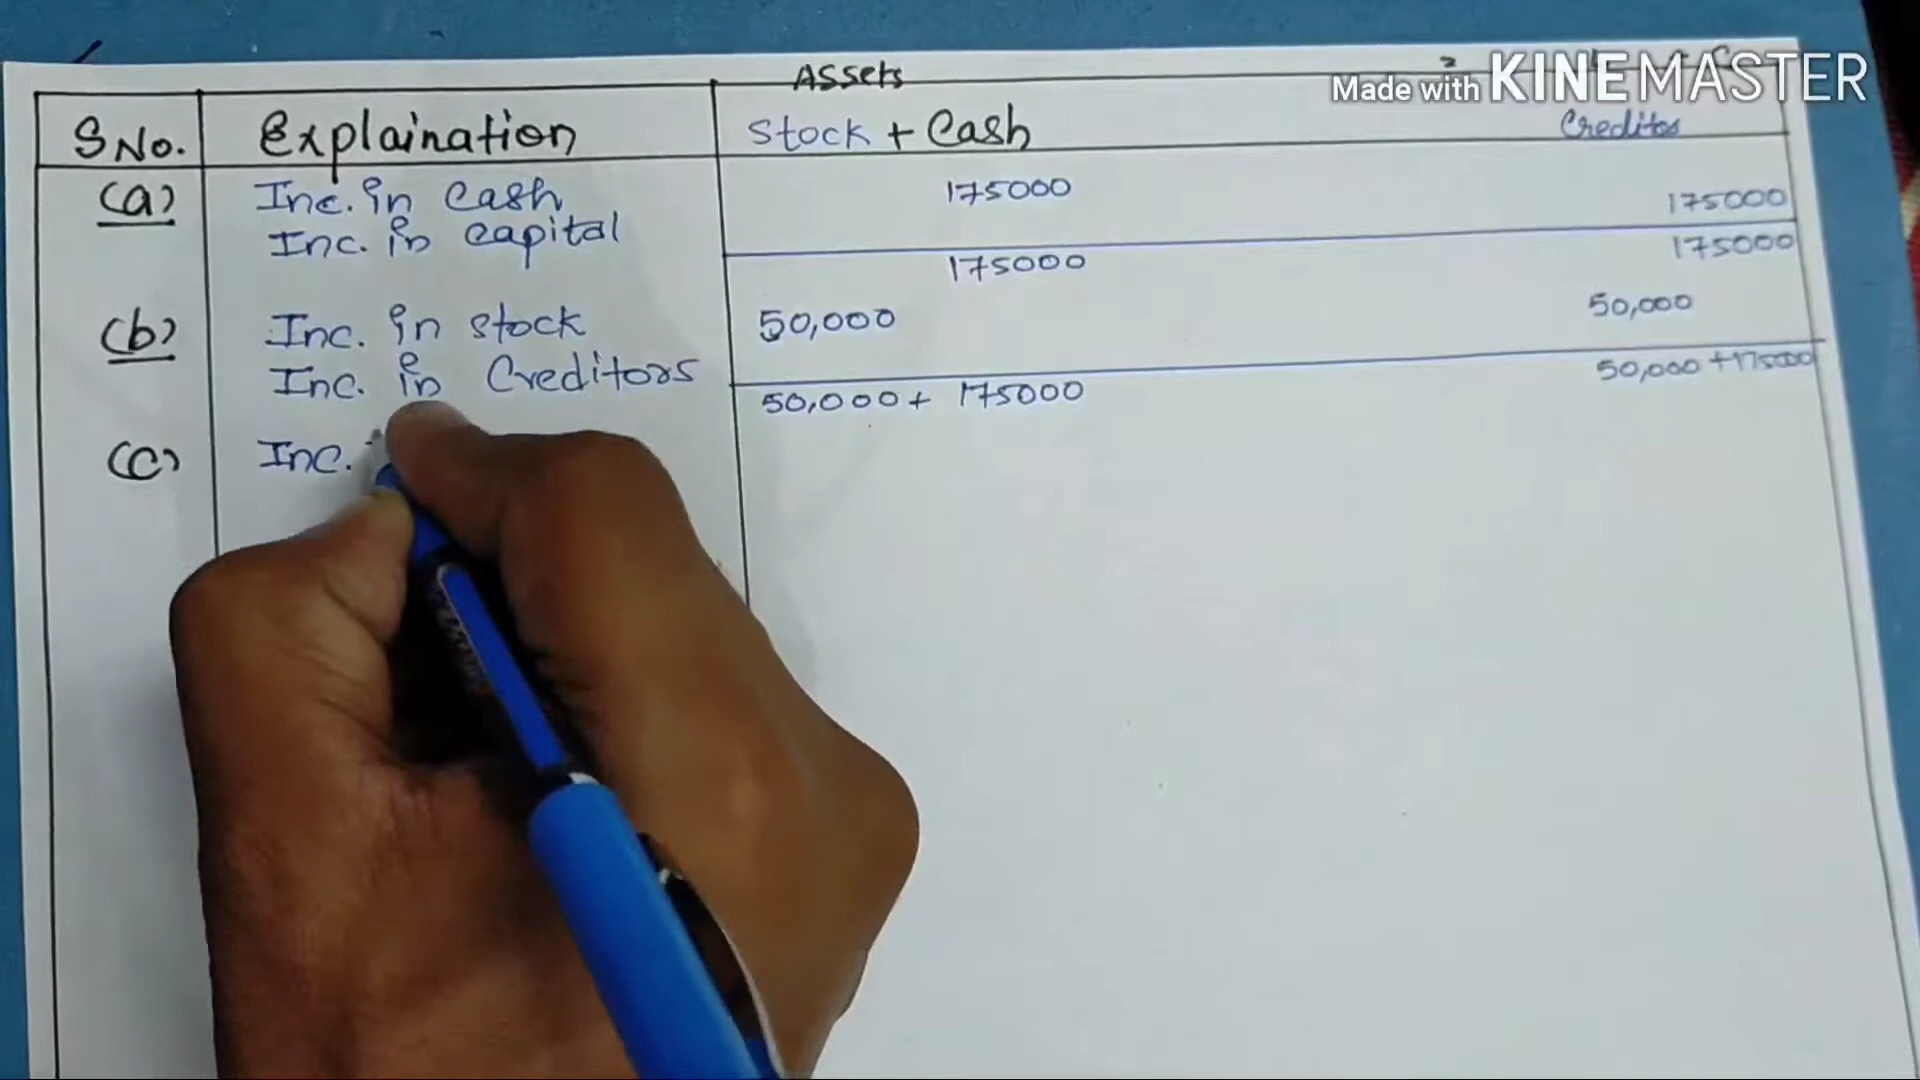 Assets
Made with KINEMASTER
S No. Explaination Stock + Cash Creditos
(a) Inc. in cash 175000 175000
Inc. in capital
175000 175000
(b) Inc. in stock 50,000 50,000
Inc. in Creditors
50,000 + 175000 50,000 + 175000
(c) Inc.